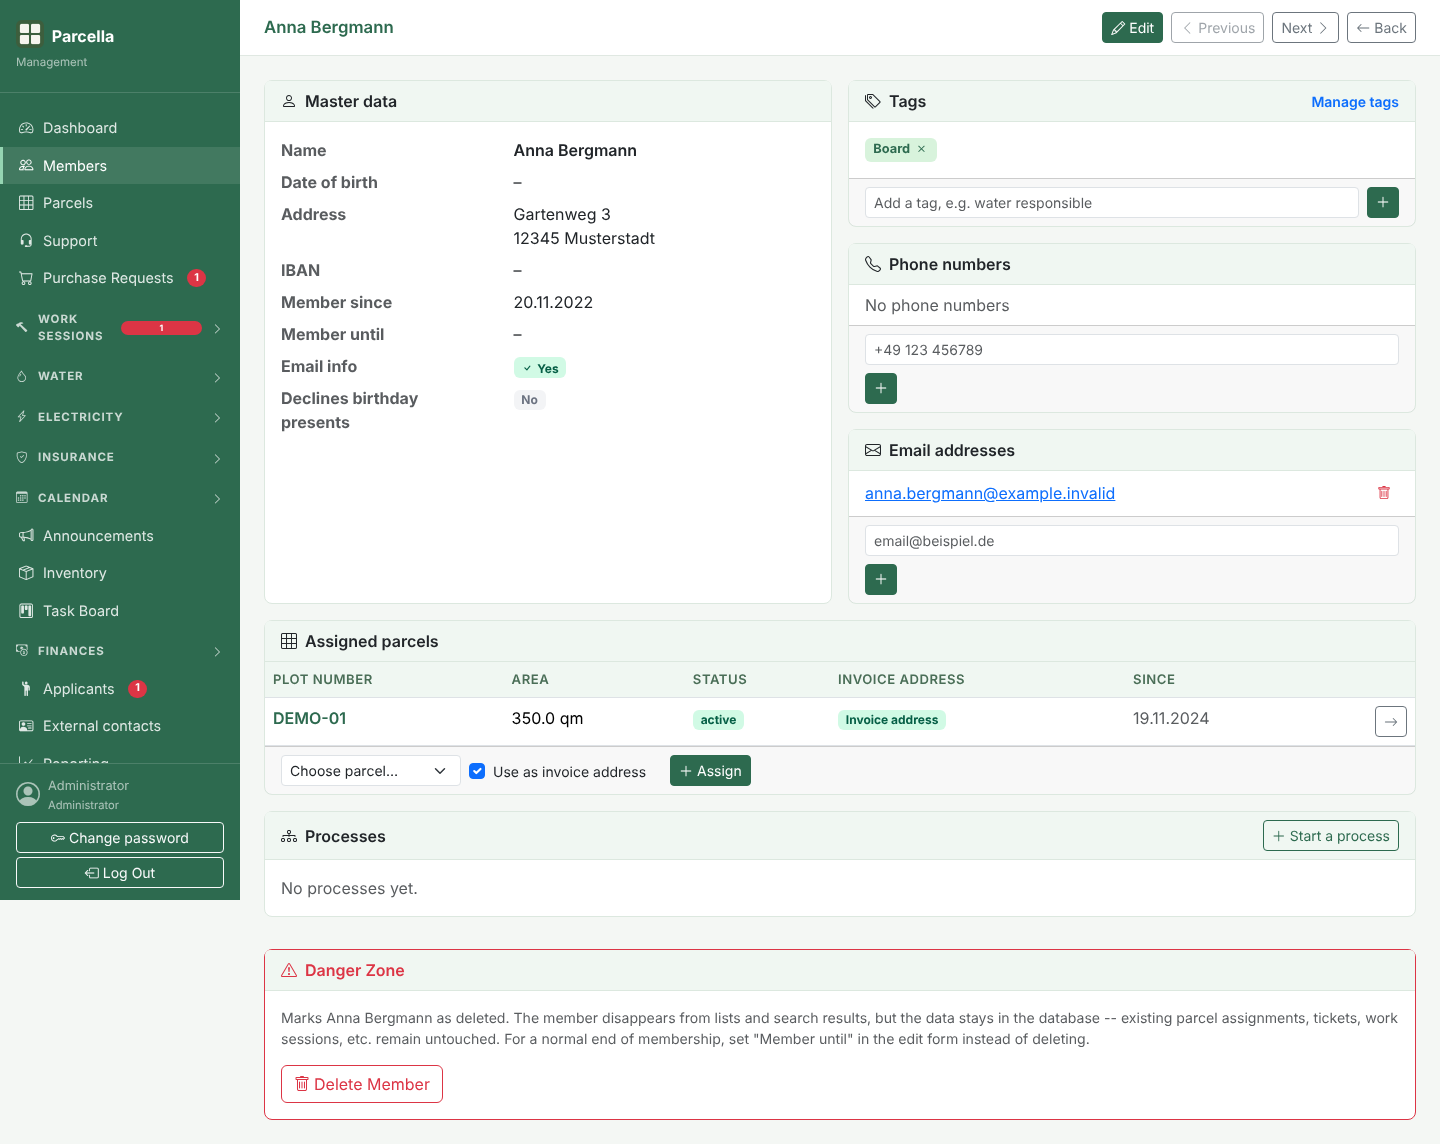 Parcella
Management
Dashboard
Members
Parcels
Support
Purchase Requests 1
WORK SESSIONS 1
WATER
ELECTRICITY
INSURANCE
CALENDAR
Announcements
Inventory
Task Board
FINANCES
Applicants 1
External contacts
Reporting
Administrator
Administrator
Change password
Log Out
Anna Bergmann
Edit
Previous
Next
Back
Master data
Name Anna Bergmann
Date of birth –
Address Gartenweg 3
12345 Musterstadt
IBAN –
Member since 20.11.2022
Member until –
Email info Yes
Declines birthday presents No
Tags
Manage tags
Board ×
Add a tag, e.g. water responsible
+
Phone numbers
No phone numbers
+49 123 456789
+
Email addresses
anna.bergmann@example.invalid
email@beispiel.de
+
Assigned parcels
PLOT NUMBER AREA STATUS INVOICE ADDRESS SINCE
DEMO-01 350.0 qm active Invoice address 19.11.2024
Choose parcel... Use as invoice address + Assign
Processes
+ Start a process
No processes yet.
Danger Zone
Marks Anna Bergmann as deleted. The member disappears from lists and search results, but the data stays in the database -- existing parcel assignments, tickets, work
sessions, etc. remain untouched. For a normal end of membership, set "Member until" in the edit form instead of deleting.
Delete Member